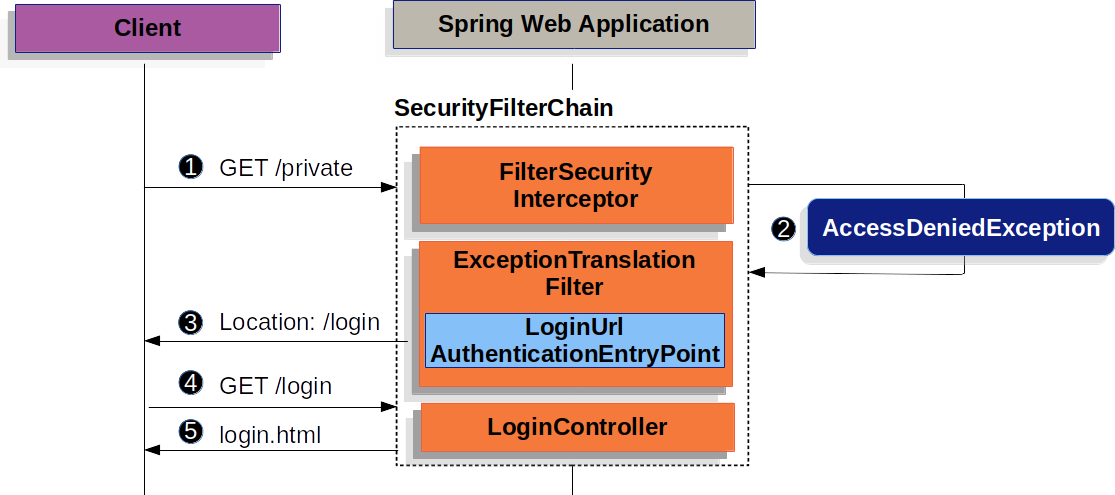 Client
Spring Web Application
SecurityFilterChain
1 GET /private
FilterSecurity
Interceptor
2 AccessDeniedException
ExceptionTranslation
Filter
3 Location: /login
LoginUrl
AuthenticationEntryPoint
4 GET /login
LoginController
5 login.html